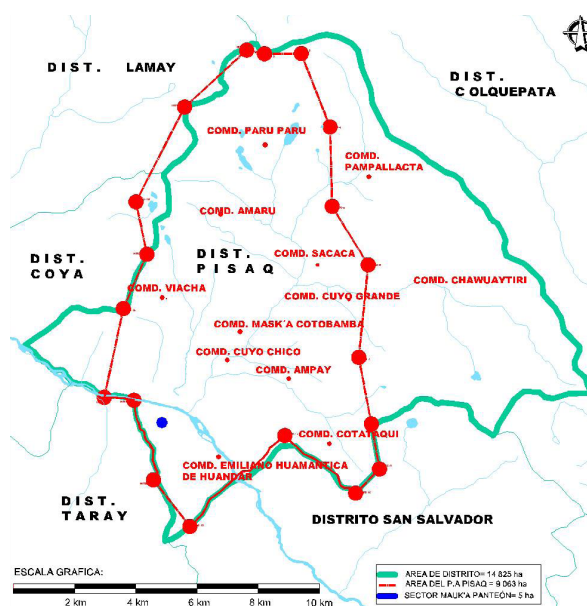 DIST. LAMAY
DIST.
COLQUEPATA
COMD. PARU PARU
COMD.
PAMPALLACTA
COMD. AMARU
DIST.
COYA
DIST.
PISAQ
COMD. SACACA
COMD. CHAWUAYTIRI
COMD. VIACHA
COMD. CUYO GRANDE
COMD. MASK'A COTOBAMBA
COMD. CUYO CHICO
COMD. AMPAY
COMD. COTATAQUI
COMD. EMILIANO HUAMANTICA
DE HUANDAR
DIST.
TARAY
DISTRITO SAN SALVADOR
ESCALA GRAFICA:
2 km 4 km 6 km 8 km 10 km
AREA DE DISTRITO= 14 825 ha
AREA DEL P.A PISAQ = 9 063 ha
SECTOR MAUK'A PANTEÓN= 5 ha